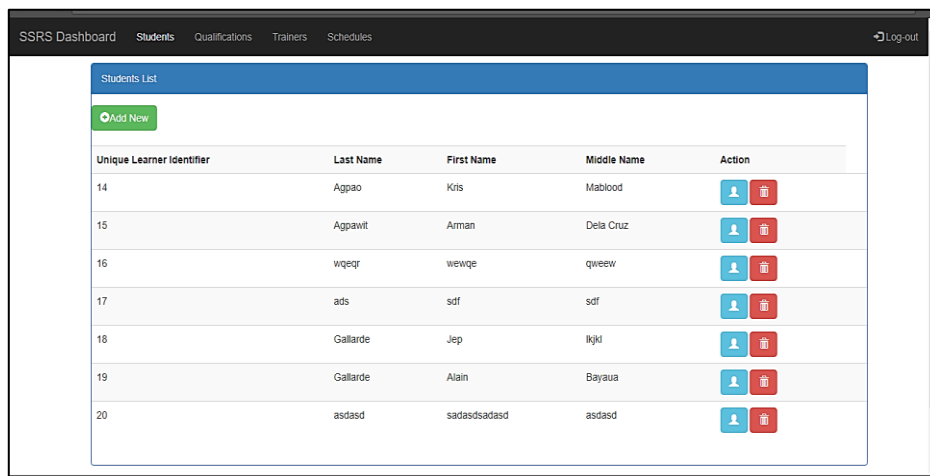 SSRS Dashboard Students Qualifications Trainers Schedules Log-out
Students List
Add New
Unique Learner Identifier Last Name First Name Middle Name Action
14 Agpao Kris Mablood
15 Agpawit Arman Dela Cruz
16 wqeqr wewqe qweew
17 ads sdf sdf
18 Gallarde Jep lkjkl
19 Gallarde Alain Bayaua
20 asdasd sadasdsadasd asdasd